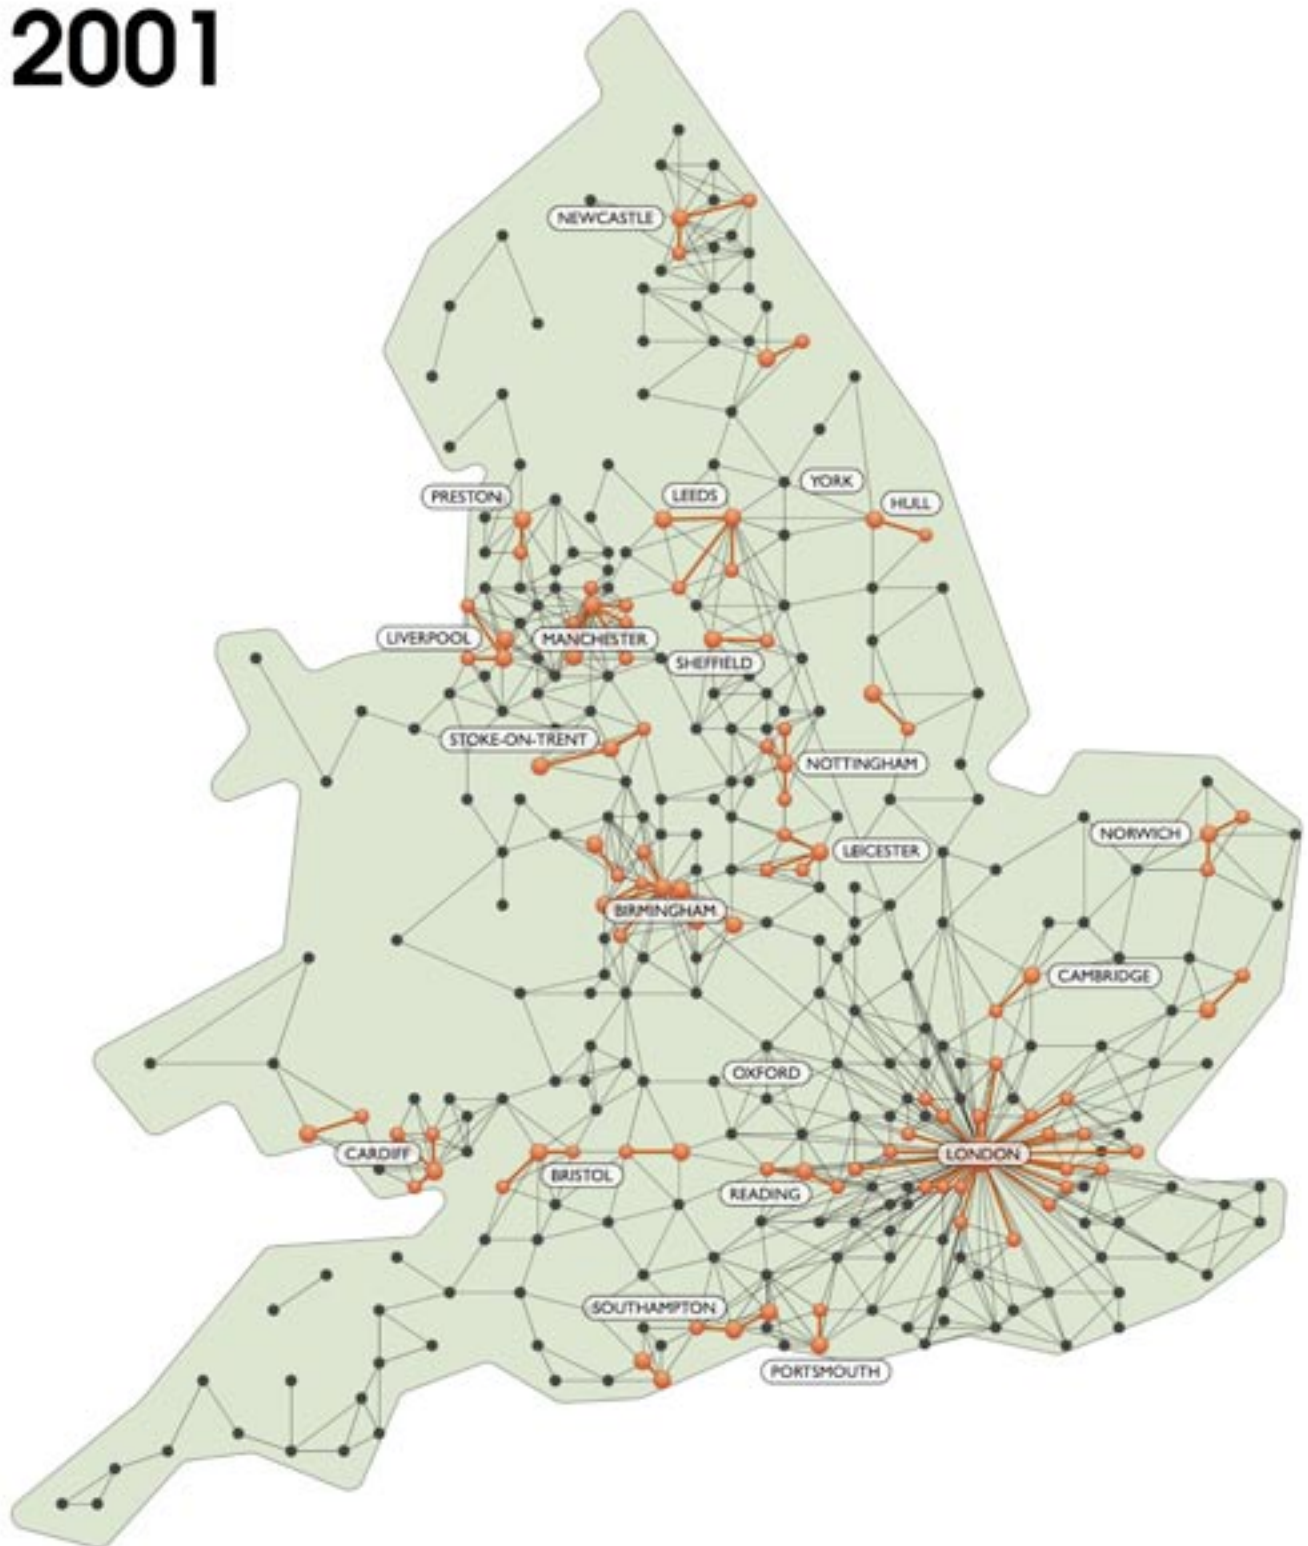 2001
NEWCASTLE
PRESTON
LEEDS
YORK
HULL
LIVERPOOL
MANCHESTER
SHEFFIELD
STOKE-ON-TRENT
NOTTINGHAM
NORWICH
LEICESTER
BIRMINGHAM
CAMBRIDGE
OXFORD
CARDIFF
BRISTOL
LONDON
READING
SOUTHAMPTON
PORTSMOUTH